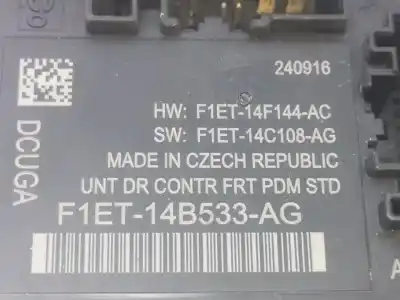 240916
HW: F1ET-14F144-AC
SW: F1ET-14C108-AG
MADE IN CZECH REPUBLIC
UNT DR CONTR FRT PDM STD
F1ET-14B533-AG
DCUGA
A